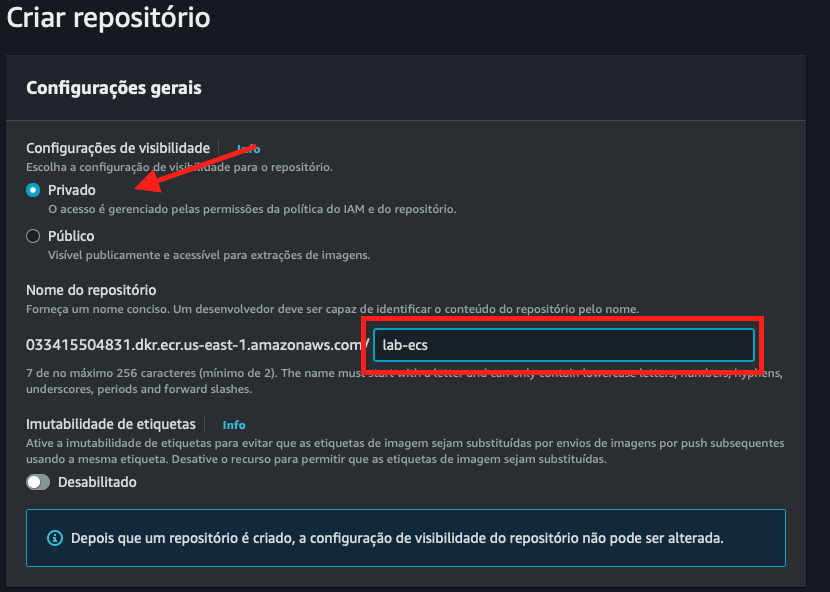 Criar repositório
Configurações gerais
Configurações de visibilidade Info
Escolha a configuração de visibilidade para o repositório.
Privado
O acesso é gerenciado pelas permissões da política do IAM e do repositório.
Público
Visível publicamente e acessível para extrações de imagens.
Nome do repositório
Forneça um nome conciso. Um desenvolvedor deve ser capaz de identificar o conteúdo do repositório pelo nome.
033415504831.dkr.ecr.us-east-1.amazonaws.com/ lab-ecs
7 de no máximo 256 caracteres (mínimo de 2). The name must start with a letter and can only contain lowercase letters, numbers, hyphens,
underscores, periods and forward slashes.
Imutabilidade de etiquetas Info
Ative a imutabilidade de etiquetas para evitar que as etiquetas de imagem sejam substituídas por envios de imagens por push subsequentes
usando a mesma etiqueta. Desative o recurso para permitir que as etiquetas de imagem sejam substituídas.
Desabilitado
Depois que um repositório é criado, a configuração de visibilidade do repositório não pode ser alterada.